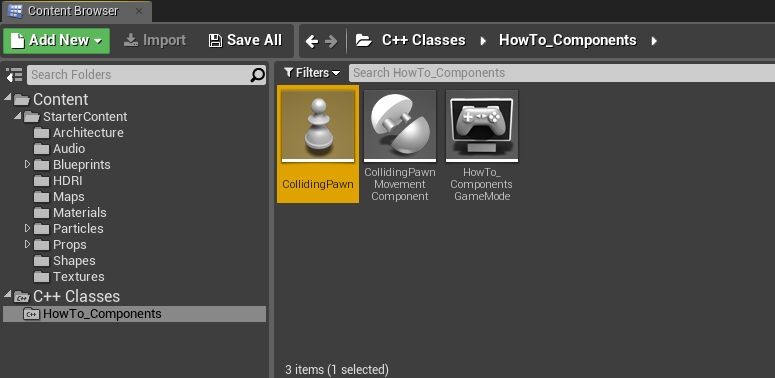 Content Browser
Add New Import Save All C++ Classes HowTo_Components
Search Folders
Filters Search HowTo_Components
Content
StarterContent
Architecture
Audio
Blueprints
HDRI
Maps
Materials
Particles
Props
Shapes
Textures
C++ Classes
HowTo_Components
CollidingPawn
CollidingPawn
Movement
Component
HowTo_
Components
GameMode
3 items (1 selected)